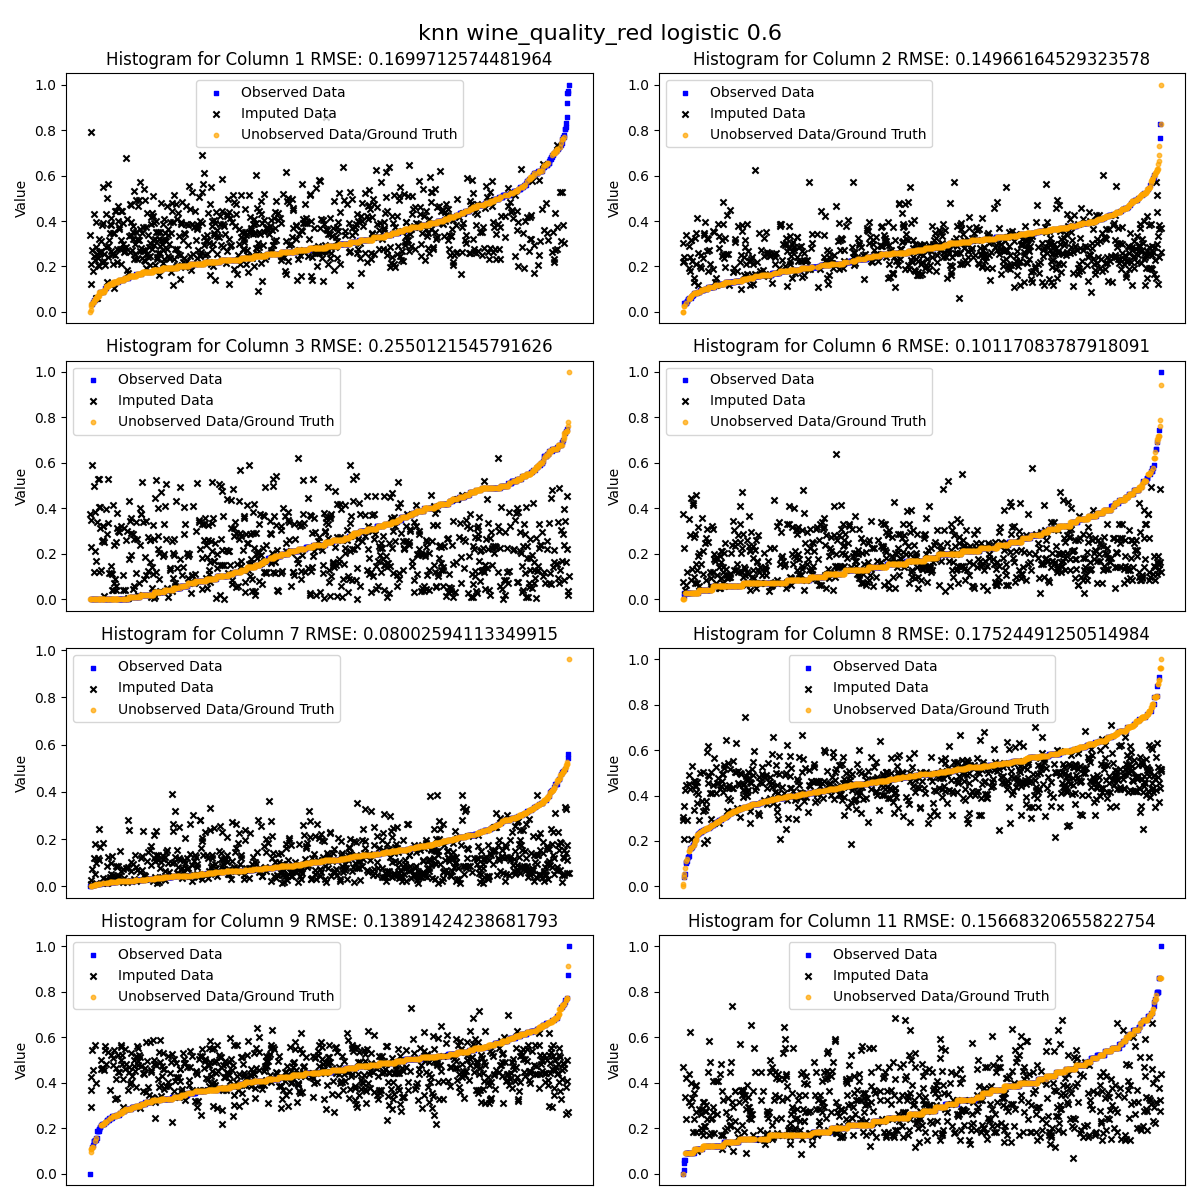 knn wine_quality_red logistic 0.6
Histogram for Column 1 RMSE: 0.1699712574481964
Histogram for Column 2 RMSE: 0.14966164529323578
1.0
0.8
0.6
0.4
0.2
0.0
Value
Observed Data
Imputed Data
Unobserved Data/Ground Truth
1.0
0.8
0.6
0.4
0.2
0.0
Value
Observed Data
Imputed Data
Unobserved Data/Ground Truth
Histogram for Column 3 RMSE: 0.2550121545791626
Histogram for Column 6 RMSE: 0.10117083787918091
1.0
0.8
0.6
0.4
0.2
0.0
Value
Observed Data
Imputed Data
Unobserved Data/Ground Truth
1.0
0.8
0.6
0.4
0.2
0.0
Value
Observed Data
Imputed Data
Unobserved Data/Ground Truth
Histogram for Column 7 RMSE: 0.08002594113349915
Histogram for Column 8 RMSE: 0.17524491250514984
1.0
0.8
0.6
0.4
0.2
0.0
Value
Observed Data
Imputed Data
Unobserved Data/Ground Truth
1.0
0.8
0.6
0.4
0.2
0.0
Value
Observed Data
Imputed Data
Unobserved Data/Ground Truth
Histogram for Column 9 RMSE: 0.13891424238681793
Histogram for Column 11 RMSE: 0.15668320655822754
1.0
0.8
0.6
0.4
0.2
0.0
Value
Observed Data
Imputed Data
Unobserved Data/Ground Truth
1.0
0.8
0.6
0.4
0.2
0.0
Value
Observed Data
Imputed Data
Unobserved Data/Ground Truth